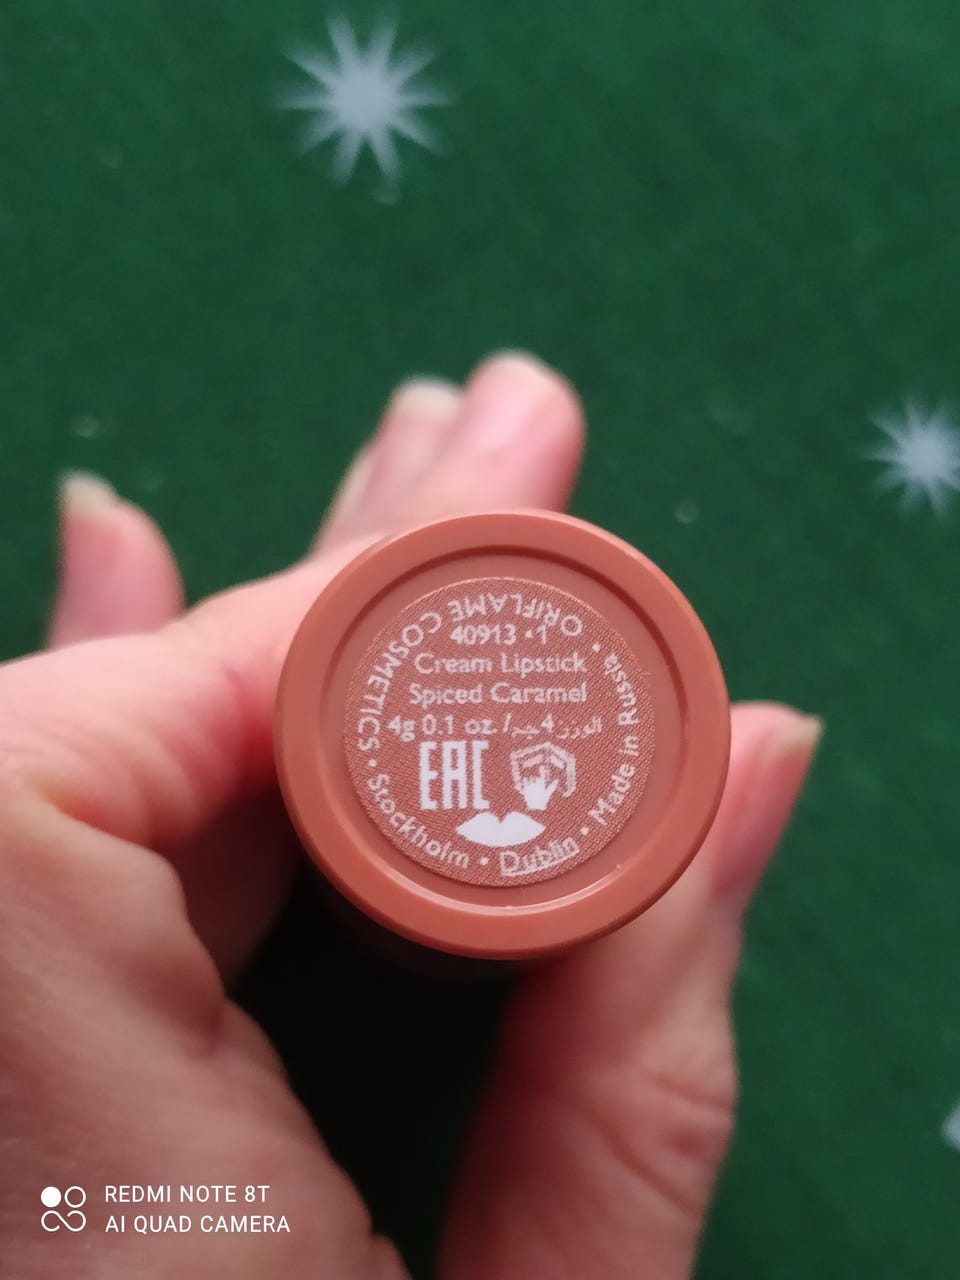 ORIFLAME COSMETICS • Stockholm • Dublin • Made in Russia •
40913 • 1
Cream Lipstick
Spiced Caramel
4g 0.1 oz / الوزن 4 جم
EAC
REDMI NOTE 8T
AI QUAD CAMERA